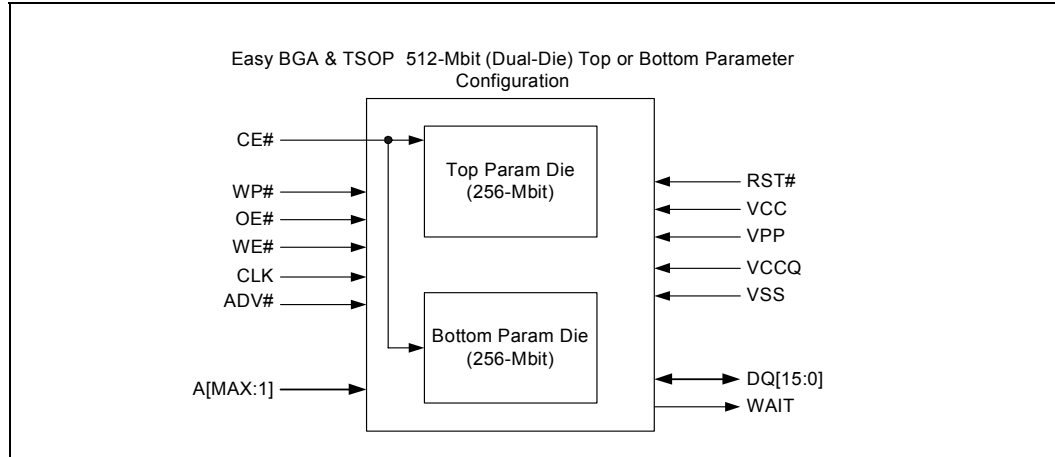 Easy BGA & TSOP 512-Mbit (Dual-Die) Top or Bottom Parameter
Configuration
CE#
WP#
OE#
WE#
CLK
ADV#
A[MAX:1]
Top Param Die
(256-Mbit)
Bottom Param Die
(256-Mbit)
RST#
VCC
VPP
VCCQ
VSS
DQ[15:0]
WAIT